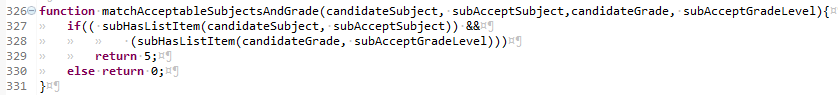 326 function matchAcceptableSubjectsAndGrade(candidateSubject, subAcceptSubject,candidateGrade, subAcceptGradeLevel){
327 if(( subHasListItem(candidateSubject, subAcceptSubject)) &&
328 (subHasListItem(candidateGrade, subAcceptGradeLevel)))
329 return 5;
330 else return 0;
331 }